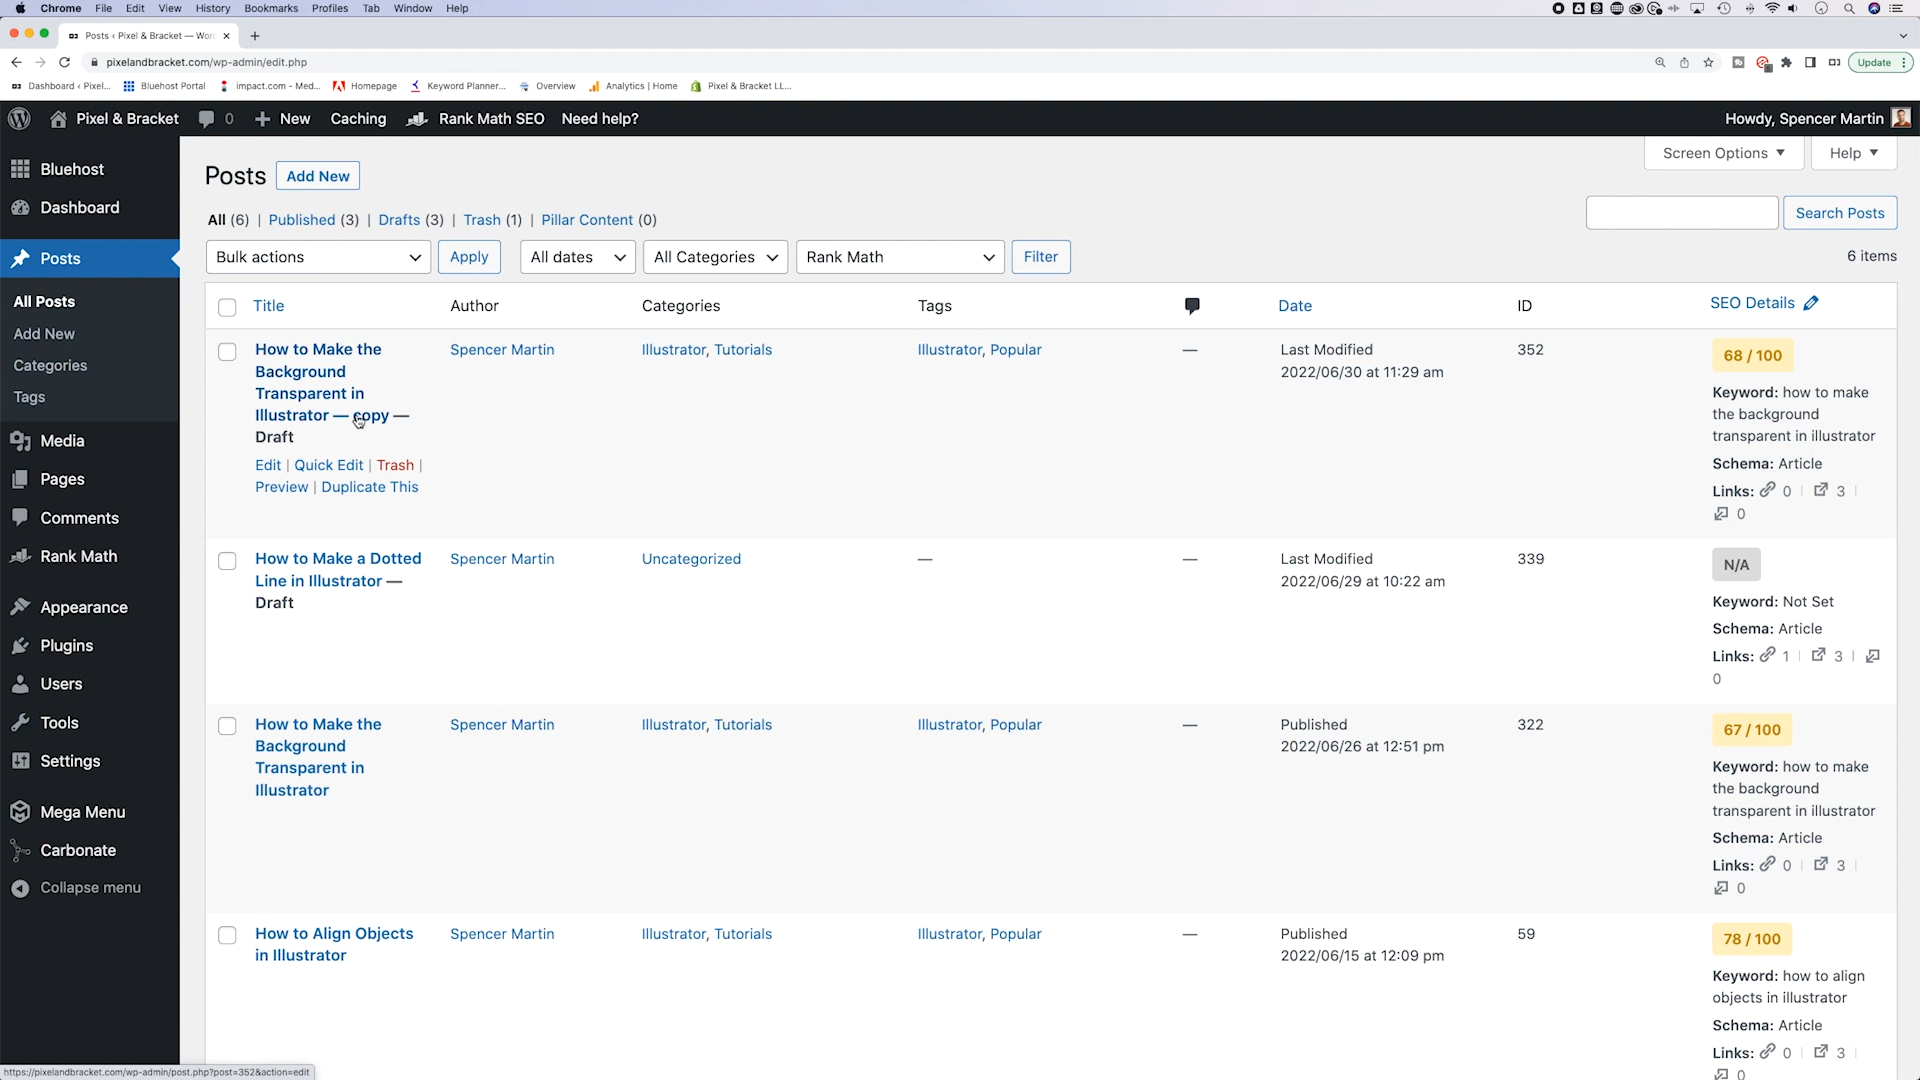 Chrome File Edit View History Bookmarks Profiles Tab Window Help
Posts ‹ Pixel & Bracket — Wor
pixelandbracket.com/wp-admin/edit.php
Update
Dashboard ‹ Pixel... Bluehost Portal impact.com - Med... Homepage Keyword Planner... Overview Analytics | Home Pixel & Bracket LL...
Pixel & Bracket 0 New Caching Rank Math SEO Need help? Howdy, Spencer Martin
Bluehost
Dashboard
Posts
All Posts
Add New
Categories
Tags
Media
Pages
Comments
Rank Math
Appearance
Plugins
Users
Tools
Settings
Mega Menu
Carbonate
Collapse menu
Screen Options Help
Posts Add New
All (6) | Published (3) | Drafts (3) | Trash (1) | Pillar Content (0)
Search Posts
Bulk actions Apply All dates All Categories Rank Math Filter
6 items
Title Author Categories Tags Date ID SEO Details
How to Make the
Background
Transparent in
Illustrator — copy —
Draft
Edit | Quick Edit | Trash |
Preview | Duplicate This
Spencer Martin
Illustrator, Tutorials
Illustrator, Popular
—
Last Modified
2022/06/30 at 11:29 am
352
68 / 100
Keyword: how to make
the background
transparent in illustrator
Schema: Article
Links: 0 | 3 |
0
How to Make a Dotted
Line in Illustrator —
Draft
Spencer Martin
Uncategorized
—
—
Last Modified
2022/06/29 at 10:22 am
339
N/A
Keyword: Not Set
Schema: Article
Links: 1 | 3 |
0
How to Make the
Background
Transparent in
Illustrator
Spencer Martin
Illustrator, Tutorials
Illustrator, Popular
—
Published
2022/06/26 at 12:51 pm
322
67 / 100
Keyword: how to make
the background
transparent in illustrator
Schema: Article
Links: 0 | 3 |
0
How to Align Objects
in Illustrator
Spencer Martin
Illustrator, Tutorials
Illustrator, Popular
—
Published
2022/06/15 at 12:09 pm
59
78 / 100
Keyword: how to align
objects in illustrator
Schema: Article
Links: 0 | 3 |
0
https://pixelandbracket.com/wp-admin/post.php?post=352&action=edit